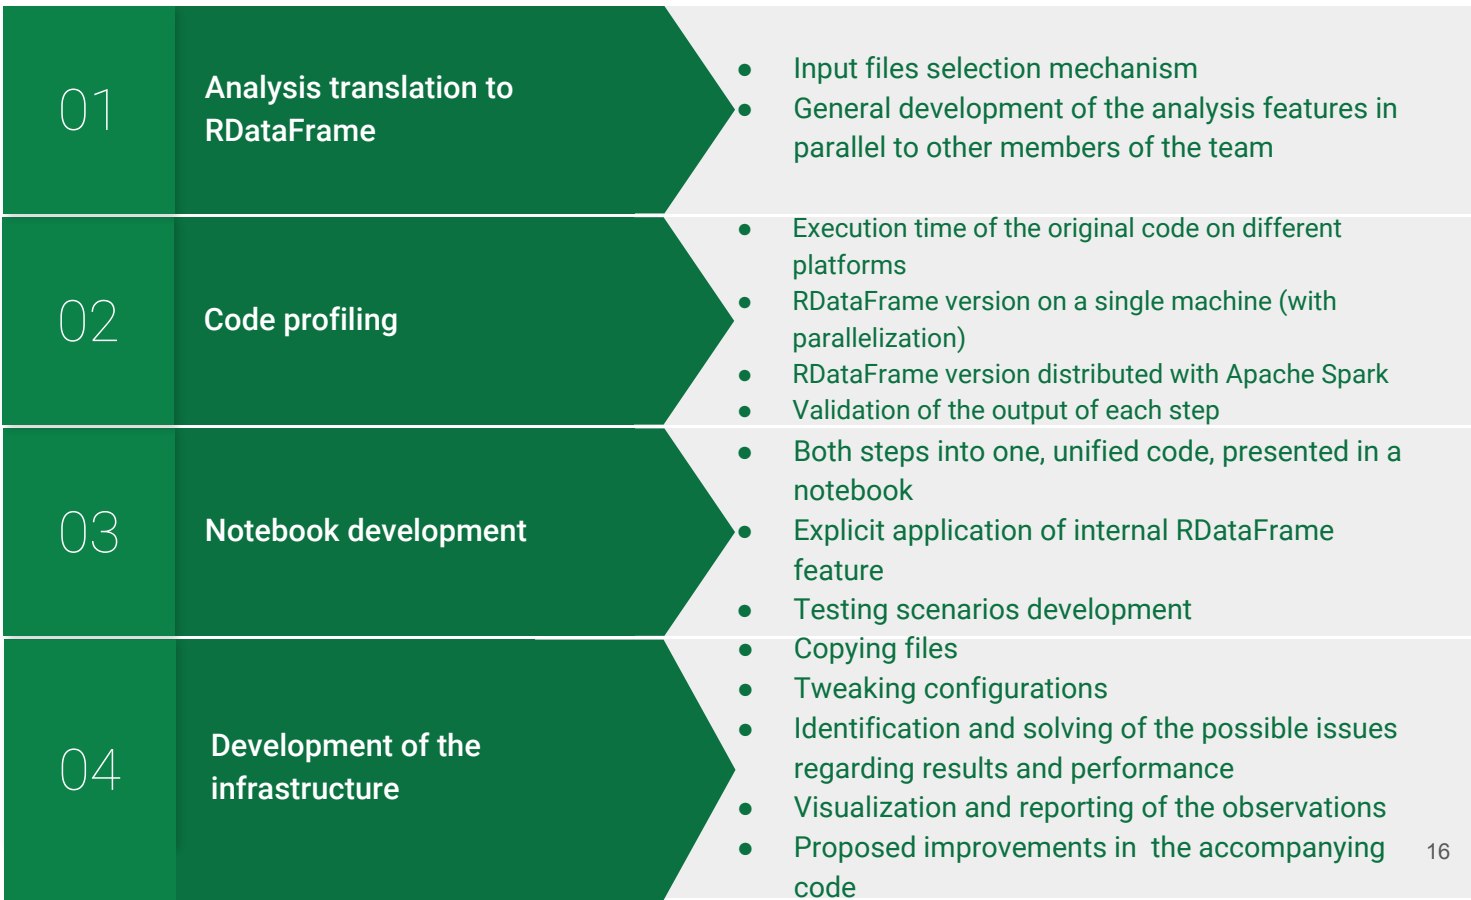 01
Analysis translation to
RDataFrame
● Input files selection mechanism
● General development of the analysis features in
parallel to other members of the team
02
Code profiling
● Execution time of the original code on different
platforms
● RDataFrame version on a single machine (with
parallelization)
● RDataFrame version distributed with Apache Spark
● Validation of the output of each step
03
Notebook development
● Both steps into one, unified code, presented in a
notebook
● Explicit application of internal RDataFrame
feature
● Testing scenarios development
04
Development of the
infrastructure
● Copying files
● Tweaking configurations
● Identification and solving of the possible issues
regarding results and performance
● Visualization and reporting of the observations
● Proposed improvements in  the accompanying
code
16